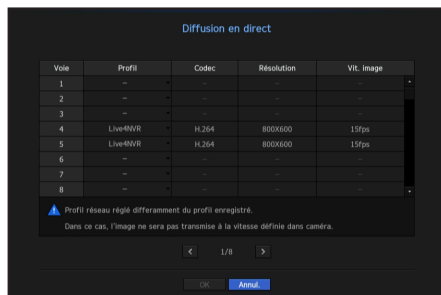 Diffusion en direct
Voie Profil Codec Résolution Vit. image
1 – – – –
2 – – – –
3 – – – –
4 Live4NVR H.264 800X600 15fps
5 Live4NVR H.264 800X600 15fps
6 – – – –
7 – – – –
8 – – – –
Profil réseau réglé differamment du profil enregistré.
Dans ce cas, l'image ne sera pas transmise à la vitesse définie dans caméra.
< 1/8 >
OK Annul.